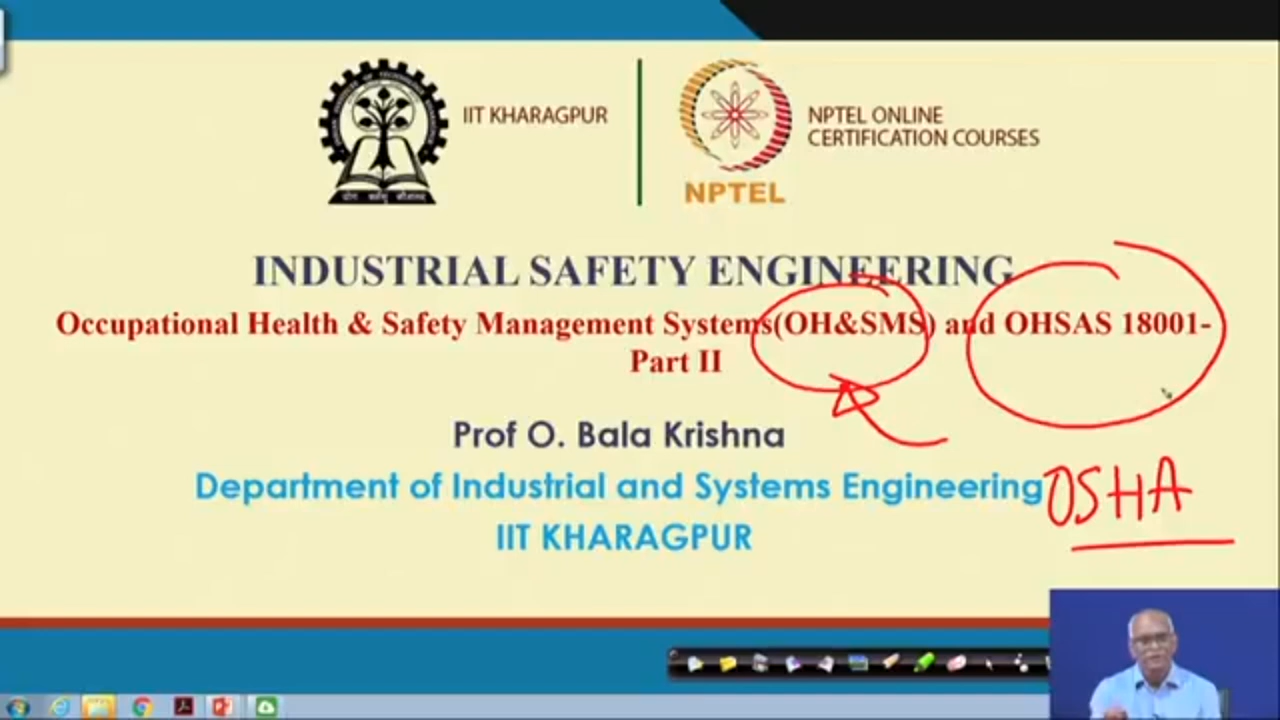 IIT KHARAGPUR
NPTEL ONLINE
CERTIFICATION COURSES
NPTEL
INDUSTRIAL SAFETY ENGINEERING
Occupational Health & Safety Management Systems(OH&SMS) and OHSAS 18001-
Part II
Prof O. Bala Krishna
Department of Industrial and Systems Engineering
IIT KHARAGPUR
OSHA